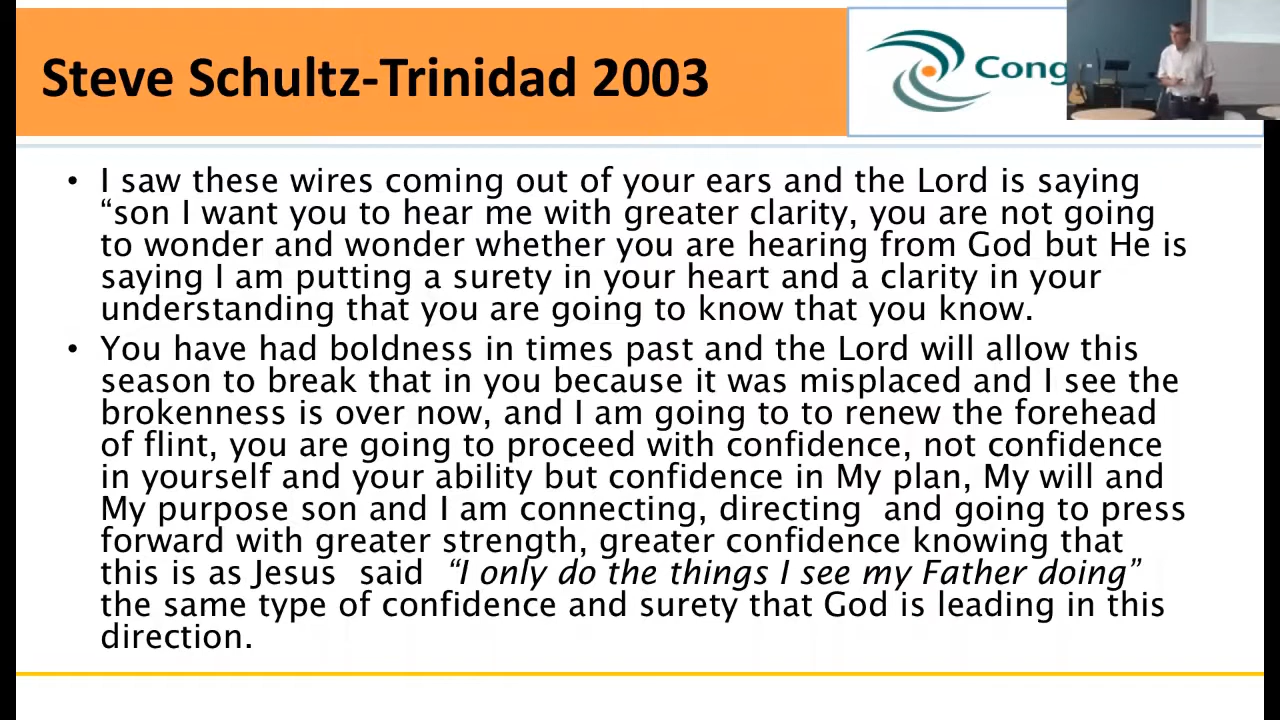 Steve Schultz-Trinidad 2003
Cong
• I saw these wires coming out of your ears and the Lord is saying
“son I want you to hear me with greater clarity, you are not going
to wonder and wonder whether you are hearing from God but He is
saying I am putting a surety in your heart and a clarity in your
understanding that you are going to know that you know.
• You have had boldness in times past and the Lord will allow this
season to break that in you because it was misplaced and I see the
brokenness is over now, and I am going to to renew the forehead
of flint, you are going to proceed with confidence, not confidence
in yourself and your ability but confidence in My plan, My will and
My purpose son and I am connecting, directing  and going to press
forward with greater strength, greater confidence knowing that
this is as Jesus  said  “I only do the things I see my Father doing”
the same type of confidence and surety that God is leading in this
direction.